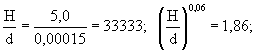 H/d = 5,0/0,00015 = 33333; (H/d)^0,06 = 1,86;